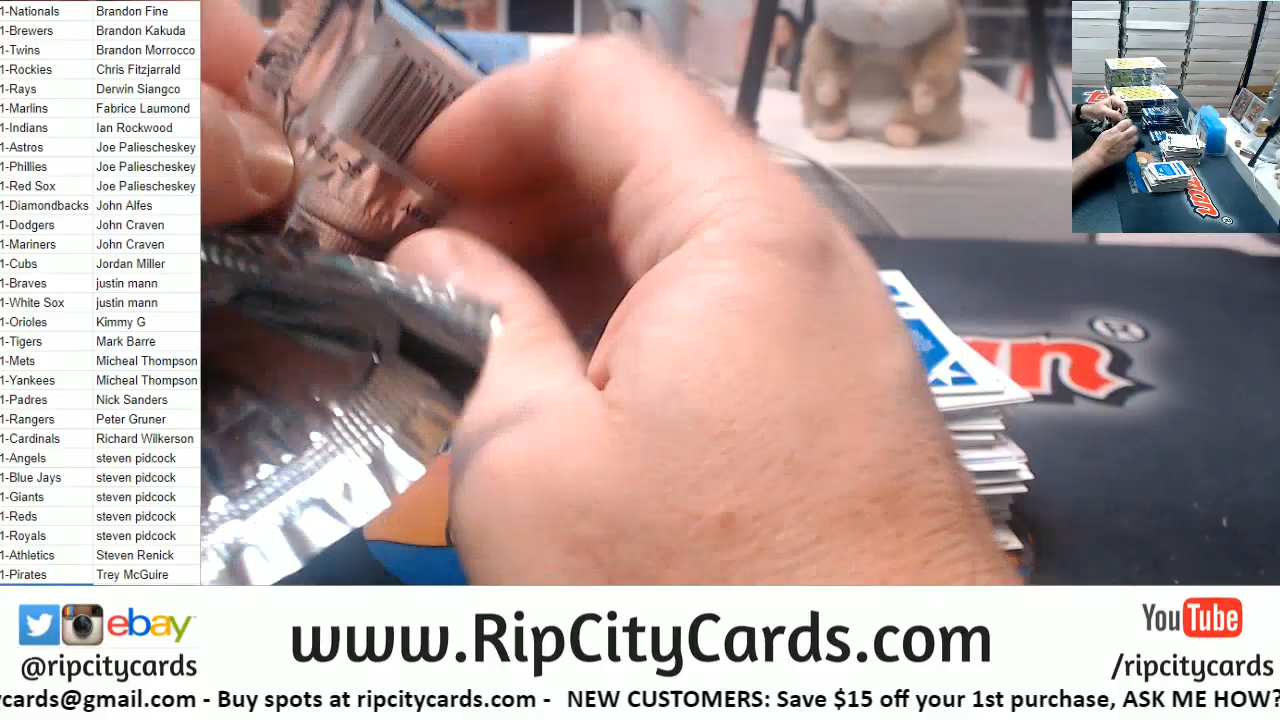 1-Nationals Brandon Fine
1-Brewers Brandon Kakuda
1-Twins Brandon Morrocco
1-Rockies Chris Fitzjarrald
1-Rays Derwin Siangco
1-Marlins Fabrice Laumond
1-Indians Ian Rockwood
1-Astros Joe Paliescheskey
1-Phillies Joe Paliescheskey
1-Red Sox Joe Paliescheskey
1-Diamondbacks John Alfes
1-Dodgers John Craven
1-Mariners John Craven
1-Cubs Jordan Miller
1-Braves justin mann
1-White Sox justin mann
1-Orioles Kimmy G
1-Tigers Mark Barre
1-Mets Micheal Thompson
1-Yankees Micheal Thompson
1-Padres Nick Sanders
1-Rangers Peter Gruner
1-Cardinals Richard Wilkerson
1-Angels steven pidcock
1-Blue Jays steven pidcock
1-Giants steven pidcock
1-Reds steven pidcock
1-Royals steven pidcock
1-Athletics Steven Renick
1-Pirates Trey McGuire
an ®
ebay
@ripcitycards
www.RipCityCards.com
YouTube
/ripcitycards
ycards@gmail.com - Buy spots at ripcitycards.com - NEW CUSTOMERS: Save $15 off your 1st purchase, ASK ME HOW?